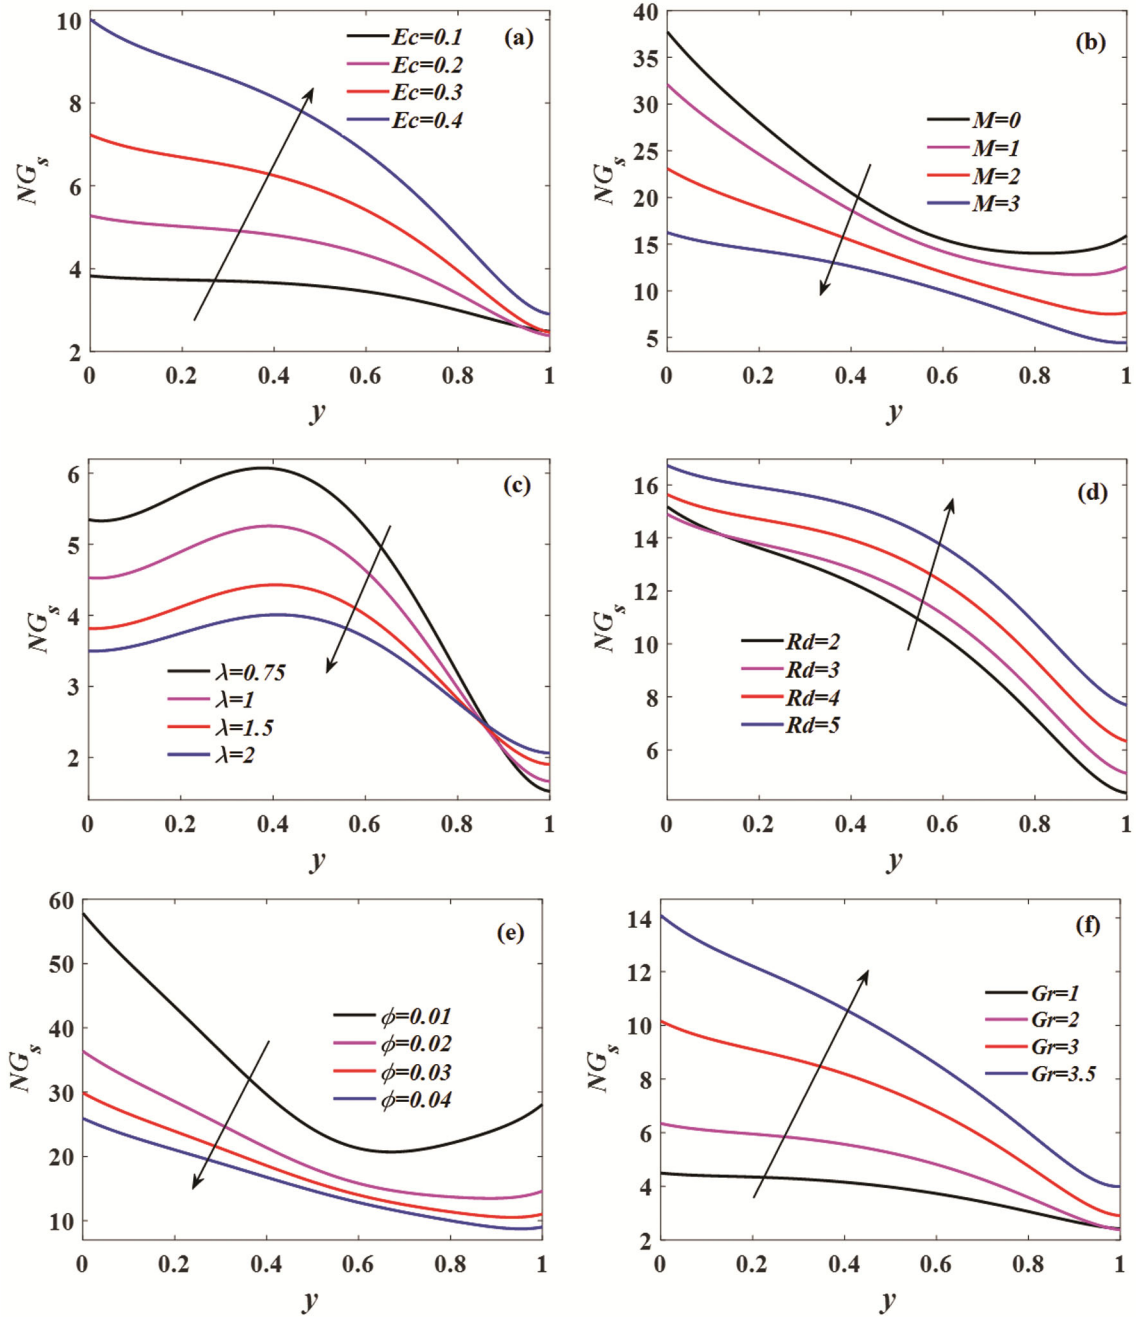 (a)
Ec=0.1
Ec=0.2
Ec=0.3
Ec=0.4
10
8
6
4
2
NGs
0 0.2 0.4 0.6 0.8 1
y
(b)
M=0
M=1
M=2
M=3
40
35
30
25
20
15
10
5
NGs
0 0.2 0.4 0.6 0.8 1
y
(c)
λ=0.75
λ=1
λ=1.5
λ=2
6
5
4
3
2
NGs
0 0.2 0.4 0.6 0.8 1
y
(d)
Rd=2
Rd=3
Rd=4
Rd=5
16
14
12
10
8
6
NGs
0 0.2 0.4 0.6 0.8 1
y
(e)
ϕ=0.01
ϕ=0.02
ϕ=0.03
ϕ=0.04
60
50
40
30
20
10
NGs
0 0.2 0.4 0.6 0.8 1
y
(f)
Gr=1
Gr=2
Gr=3
Gr=3.5
14
12
10
8
6
4
2
NGs
0 0.2 0.4 0.6 0.8 1
y